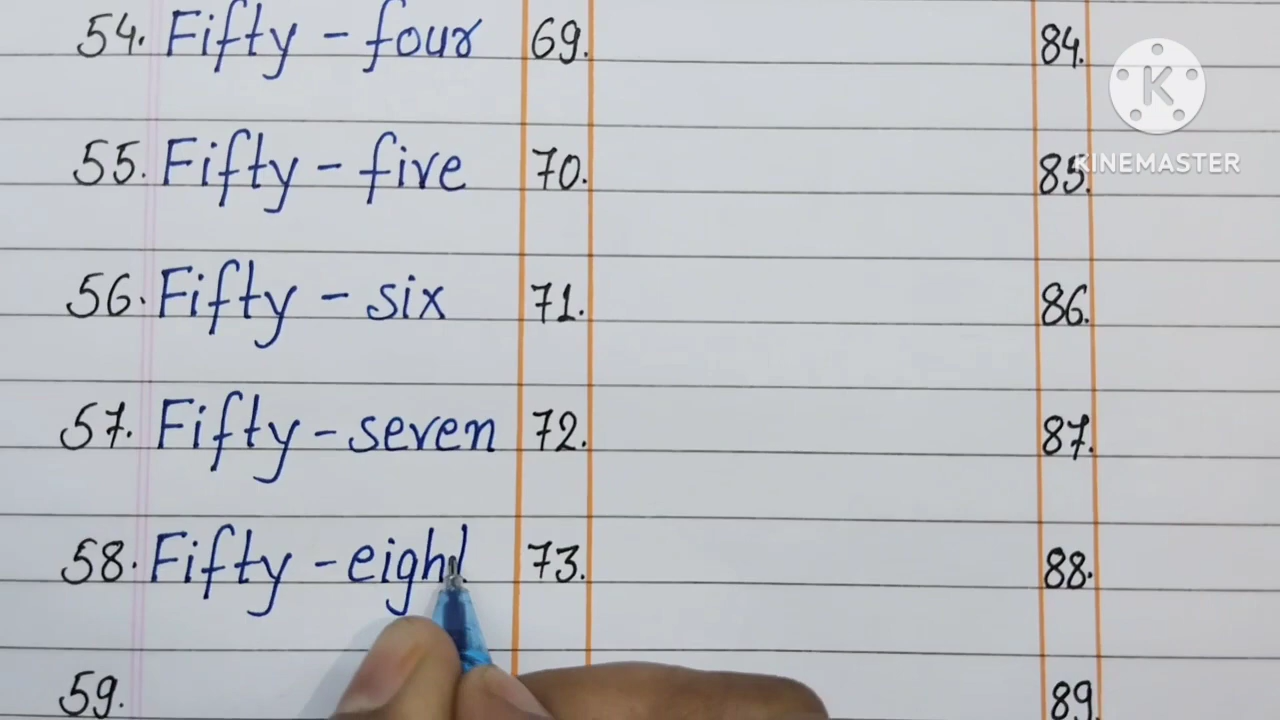 54. Fifty - four 69. 84.
55. Fifty - five 70. 85.
56. Fifty - six 71. 86.
57. Fifty - seven 72. 87.
58. Fifty - eight 73. 88.
59. 89.
K
KINEMASTER